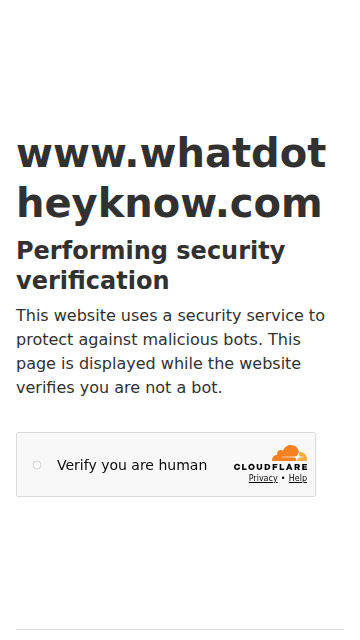 www.whatdot
heyknow.com
Performing security
verification
This website uses a security service to
protect against malicious bots. This
page is displayed while the website
verifies you are not a bot.
Verify you are human
CLOUDFLARE
Privacy • Help